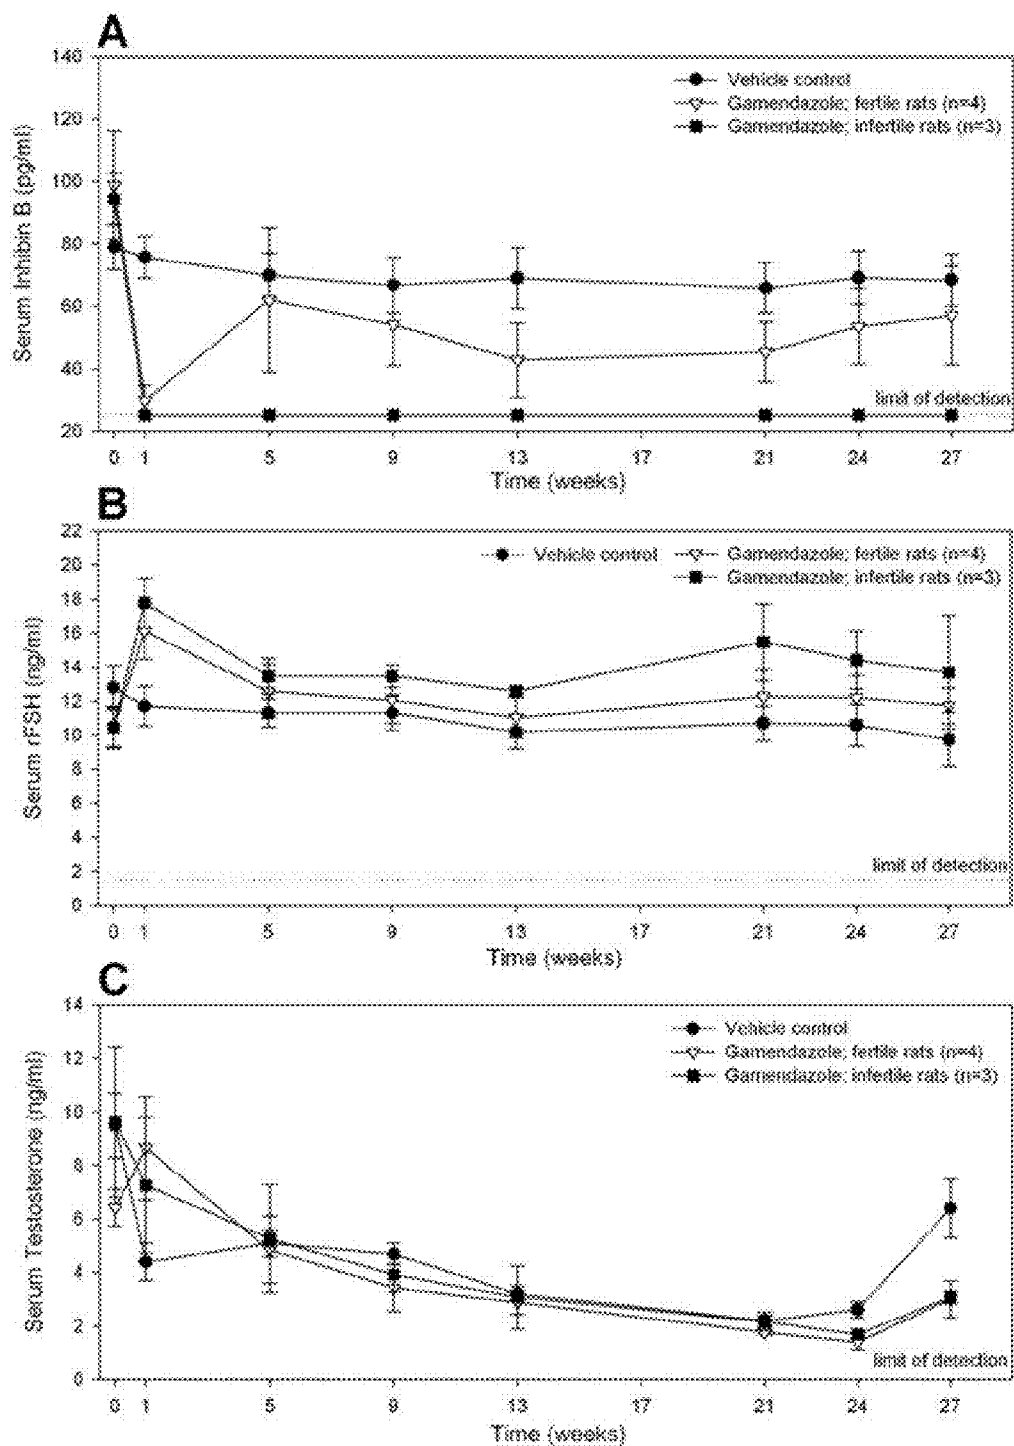 A
140
Vehicle control
Gamendazole; fertile rats (n=4)
Gamendazole; infertile rats (n=3)
120
100
80
60
40
20
Serum Inhibin B (pg/ml)
limit of detection
0 1 5 9 13 17 21 24 27
Time (weeks)
B
22
Vehicle control Gamendazole; fertile rats (n=4)
Gamendazole; infertile rats (n=3)
20
18
16
14
12
10
8
6
4
2
0
Serum rFSH (ng/ml)
limit of detection
0 1 5 9 13 17 21 24 27
Time (weeks)
C
14
Vehicle control
Gamendazole; fertile rats (n=4)
Gamendazole; infertile rats (n=3)
12
10
8
6
4
2
0
Serum Testosterone (ng/ml)
limit of detection
0 1 5 9 13 17 21 24 27
Time (weeks)